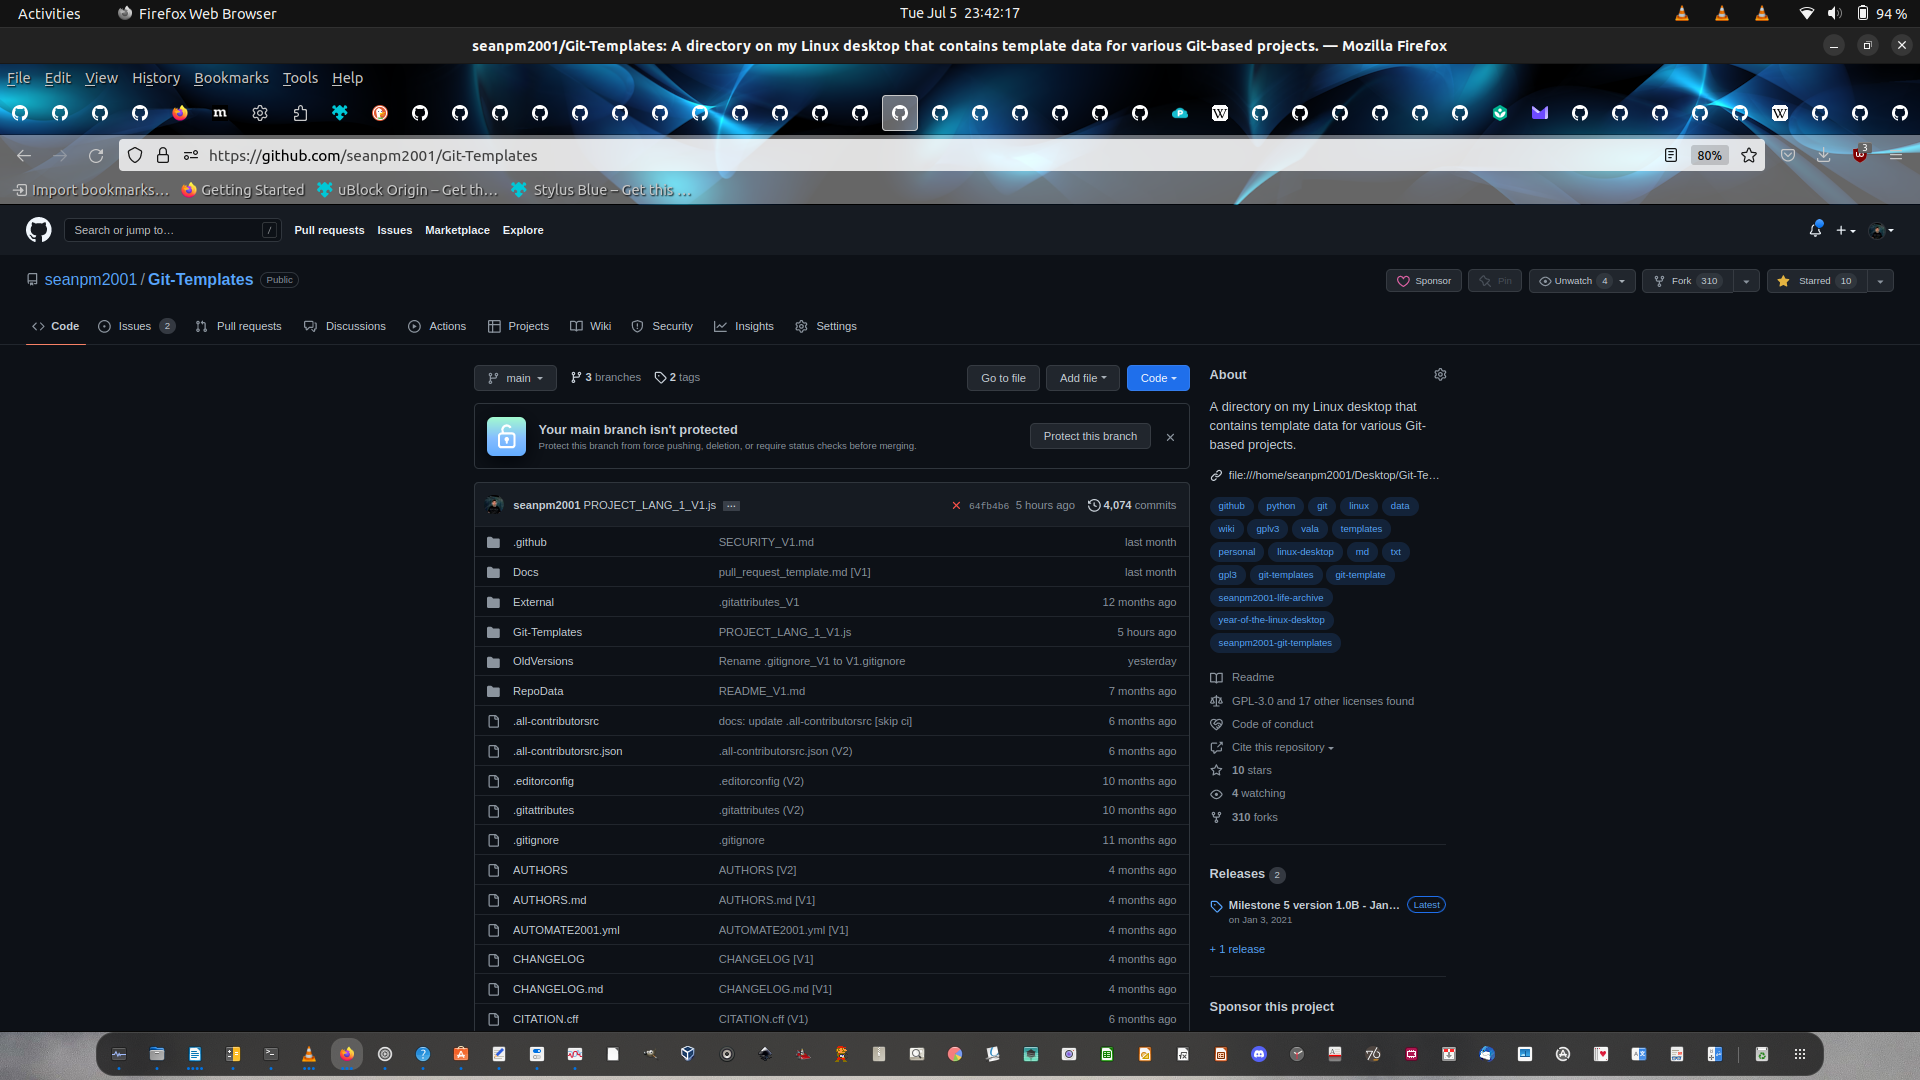 Activities
Firefox Web Browser
Tue Jul 5 23:42:17
94 %
seanpm2001/Git-Templates: A directory on my Linux desktop that contains template data for various Git-based projects. — Mozilla Firefox
File Edit View History Bookmarks Tools Help
https://github.com/seanpm2001/Git-Templates
80%
3
Import bookmarks… Getting Started uBlock Origin – Get th… Stylus Blue – Get this …
Search or jump to… /
Pull requests Issues Marketplace Explore
seanpm2001 / Git-Templates Public
Sponsor Pin Unwatch 4 Fork 310 Starred 10
Code Issues 2 Pull requests Discussions Actions Projects Wiki Security Insights Settings
main 3 branches 2 tags
Go to file Add file Code
Your main branch isn't protected
Protect this branch from force pushing, deletion, or require status checks before merging.
Protect this branch
seanpm2001 PROJECT_LANG_1_V1.js … 64fb4b6 5 hours ago 4,074 commits
.github SECURITY_V1.md last month
Docs pull_request_template.md [V1] last month
External .gitattributes_V1 12 months ago
Git-Templates PROJECT_LANG_1_V1.js 5 hours ago
OldVersions Rename .gitignore_V1 to V1.gitignore yesterday
RepoData README_V1.md 7 months ago
.all-contributorsrc docs: update .all-contributorsrc [skip ci] 6 months ago
.all-contributorsrc.json .all-contributorsrc.json (V2) 6 months ago
.editorconfig .editorconfig (V2) 10 months ago
.gitattributes .gitattributes (V2) 10 months ago
.gitignore .gitignore 11 months ago
AUTHORS AUTHORS [V2] 4 months ago
AUTHORS.md AUTHORS.md [V1] 4 months ago
AUTOMATE2001.yml AUTOMATE2001.yml [V1] 4 months ago
CHANGELOG CHANGELOG [V1] 4 months ago
CHANGELOG.md CHANGELOG.md [V1] 4 months ago
CITATION.cff CITATION.cff (V1) 6 months ago
About
A directory on my Linux desktop that
contains template data for various Git-
based projects.
file:///home/seanpm2001/Desktop/Git-Te…
github python git linux data
wiki gplv3 vala templates
personal linux-desktop md txt
gpl3 git-templates git-template
seanpm2001-life-archive
year-of-the-linux-desktop
seanpm2001-git-templates
Readme
GPL-3.0 and 17 other licenses found
Code of conduct
Cite this repository
10 stars
4 watching
310 forks
Releases 2
Milestone 5 version 1.0B - Jan… Latest
on Jan 3, 2021
+ 1 release
Sponsor this project